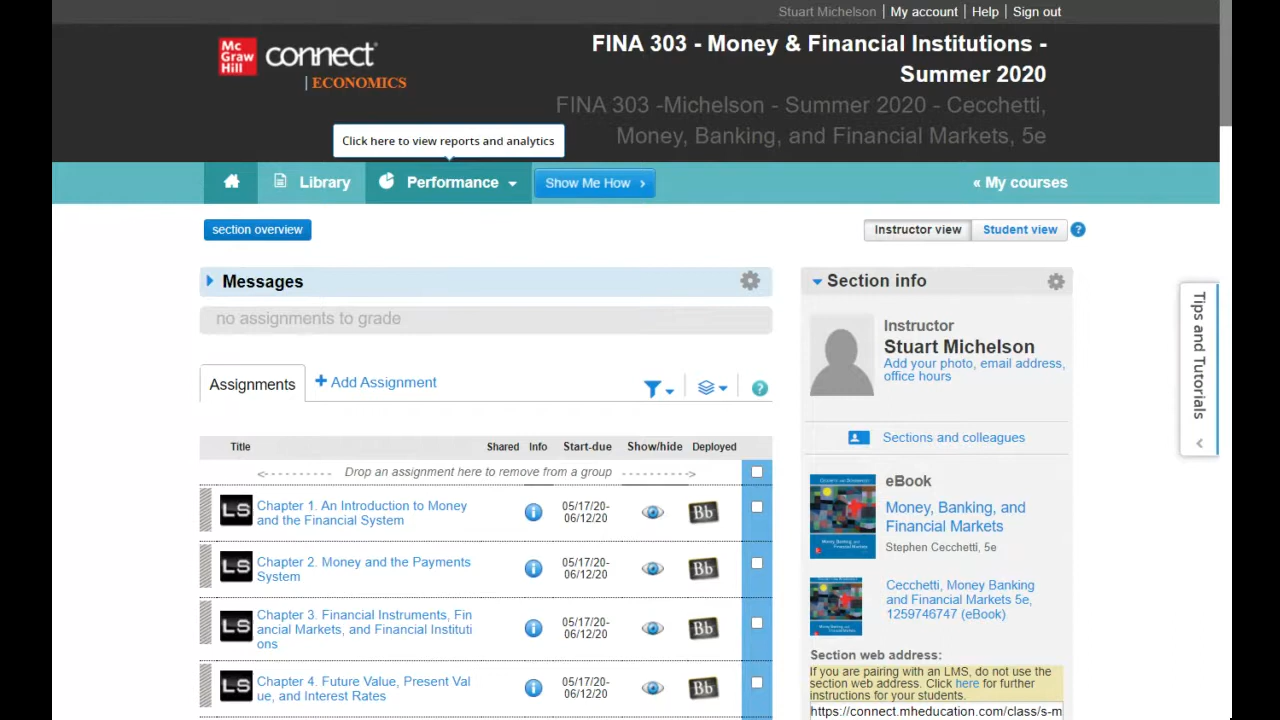 Stuart Michelson | My account | Help | Sign out
Mc Graw Hill
connect
| ECONOMICS
FINA 303 - Money & Financial Institutions -
Summer 2020
FINA 303 -Michelson - Summer 2020 - Cecchetti,
Money, Banking, and Financial Markets, 5e
Click here to view reports and analytics
Library Performance Show Me How › « My courses
section overview
Instructor view Student view ?
Messages
no assignments to grade
Assignments + Add Assignment
?
Title Shared Info Start-due Show/hide Deployed
<---------- Drop an assignment here to remove from a group ---------->
LS Chapter 1. An Introduction to Money
and the Financial System
05/17/20-
06/12/20
Bb
LS Chapter 2. Money and the Payments
System
05/17/20-
06/12/20
Bb
LS Chapter 3. Financial Instruments, Fin
ancial Markets, and Financial Instituti
ons
05/17/20-
06/12/20
Bb
LS Chapter 4. Future Value, Present Val
ue, and Interest Rates
05/17/20-
06/12/20
Bb
Section info
Instructor
Stuart Michelson
Add your photo, email address,
office hours
Sections and colleagues
eBook
Money, Banking, and
Financial Markets
Stephen Cecchetti, 5e
Cecchetti, Money Banking
and Financial Markets 5e,
1259746747 (eBook)
Section web address:
If you are pairing with an LMS, do not use the
section web address. Click here for further
instructions for your students.
https://connect.mheducation.com/class/s-m
Tips and Tutorials